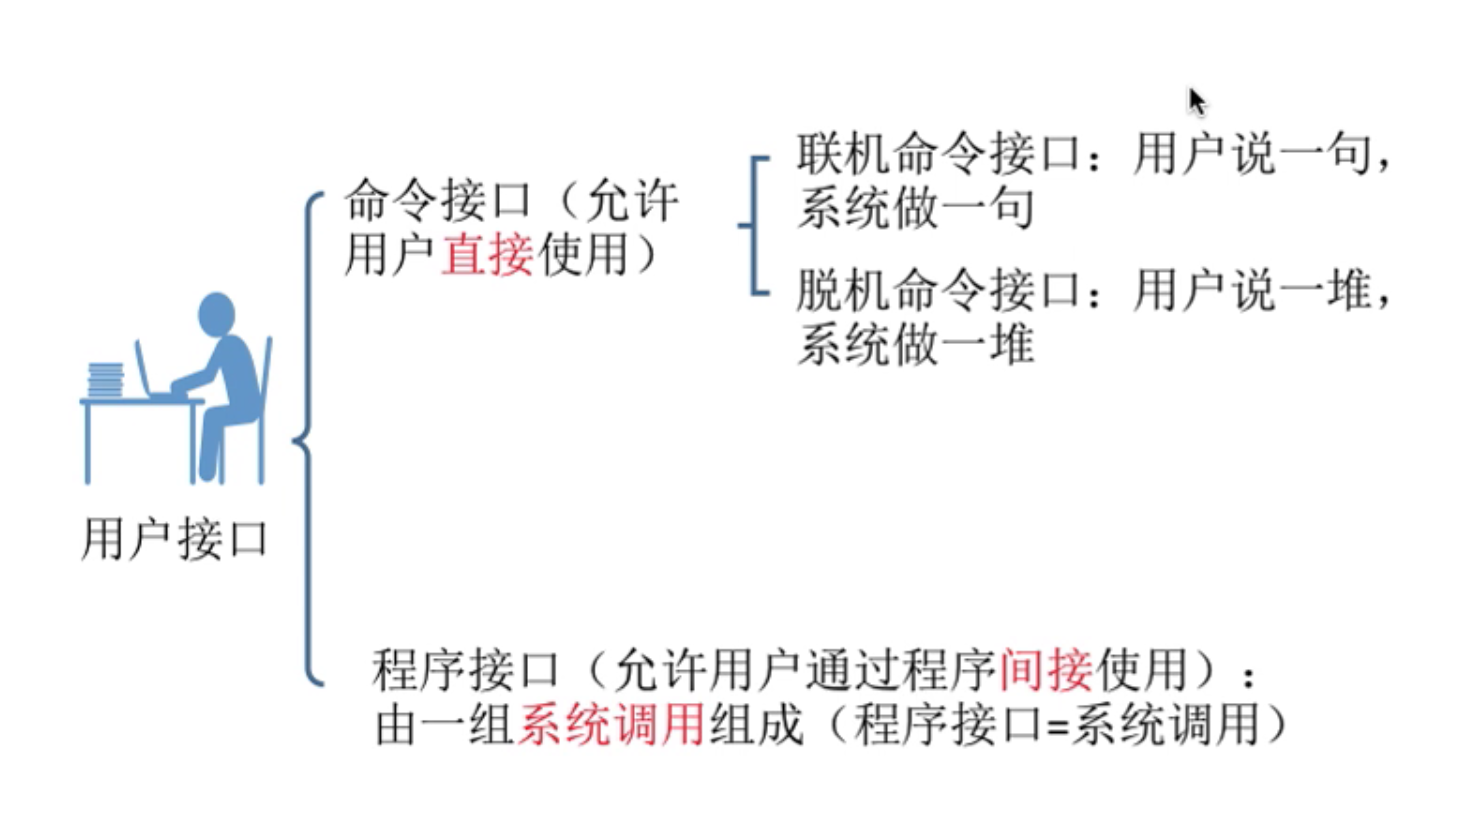 命令接口（允许
用户直接使用）
联机命令接口：用户说一句，
系统做一句
脱机命令接口：用户说一堆，
系统做一堆
用户接口
程序接口（允许用户通过程序间接使用）：
由一组系统调用组成（程序接口=系统调用）